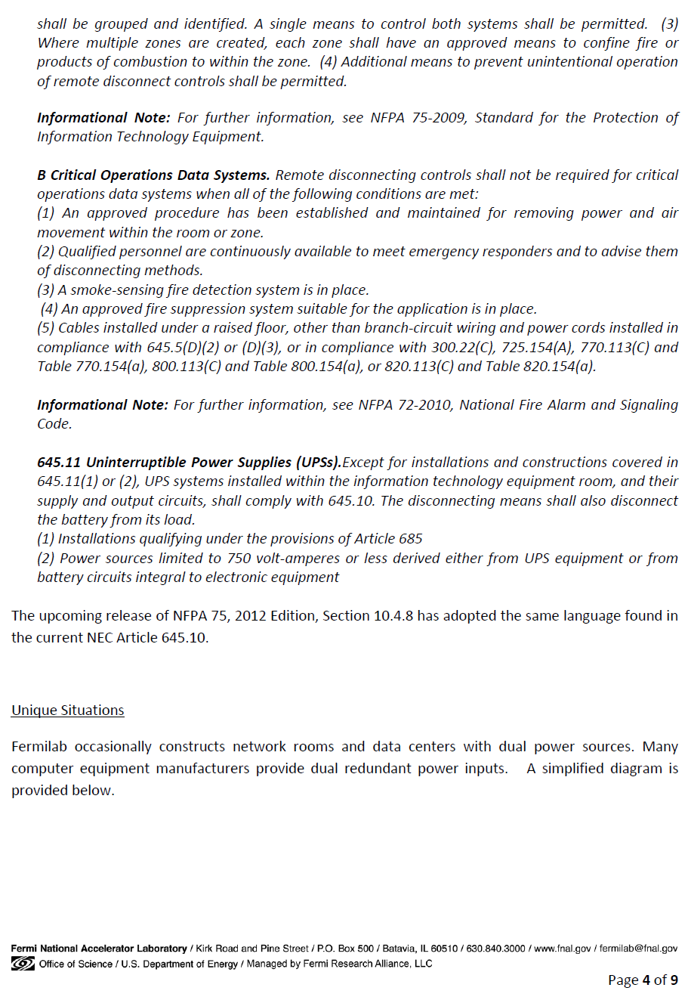 shall be grouped and identified. A single means to control both systems shall be permitted. (3)
Where multiple zones are created, each zone shall have an approved means to confine fire or
products of combustion to within the zone. (4) Additional means to prevent unintentional operation
of remote disconnect controls shall be permitted.
Informational Note: For further information, see NFPA 75-2009, Standard for the Protection of
Information Technology Equipment.
B Critical Operations Data Systems. Remote disconnecting controls shall not be required for critical
operations data systems when all of the following conditions are met:
(1) An approved procedure has been established and maintained for removing power and air
movement within the room or zone.
(2) Qualified personnel are continuously available to meet emergency responders and to advise them
of disconnecting methods.
(3) A smoke-sensing fire detection system is in place.
(4) An approved fire suppression system suitable for the application is in place.
(5) Cables installed under a raised floor, other than branch-circuit wiring and power cords installed in
compliance with 645.5(D)(2) or (D)(3), or in compliance with 300.22(C), 725.154(A), 770.113(C) and
Table 770.154(a), 800.113(C) and Table 800.154(a), or 820.113(C) and Table 820.154(a).
Informational Note: For further information, see NFPA 72-2010, National Fire Alarm and Signaling
Code.
645.11 Uninterruptible Power Supplies (UPSs).Except for installations and constructions covered in
645.11(1) or (2), UPS systems installed within the information technology equipment room, and their
supply and output circuits, shall comply with 645.10. The disconnecting means shall also disconnect
the battery from its load.
(1) Installations qualifying under the provisions of Article 685
(2) Power sources limited to 750 volt-amperes or less derived either from UPS equipment or from
battery circuits integral to electronic equipment
The upcoming release of NFPA 75, 2012 Edition, Section 10.4.8 has adopted the same language found in
the current NEC Article 645.10.
Unique Situations
Fermilab occasionally constructs network rooms and data centers with dual power sources. Many
computer equipment manufacturers provide dual redundant power inputs. A simplified diagram is
provided below.
Fermi National Accelerator Laboratory / Kirk Road and Pine Street / P.O. Box 500 / Batavia, IL 60510 / 630.840.3000 / www.fnal.gov / fermilab@fnal.gov
Office of Science / U.S. Department of Energy / Managed by Fermi Research Alliance, LLC
Page 4 of 9